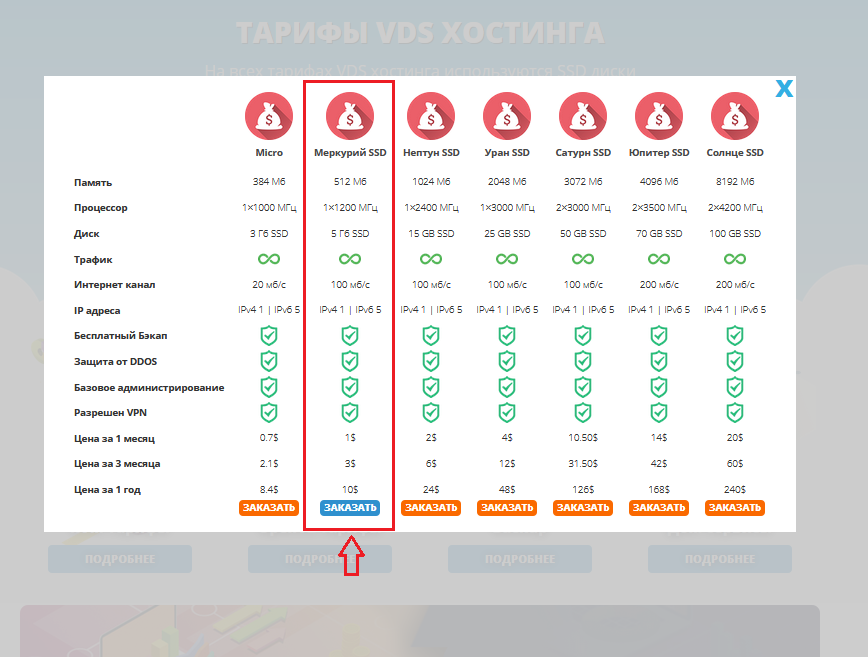 ТАРИФЫ VDS ХОСТИНГА
На всех тарифах VDS хостинга используются SSD диски
X
Micro Меркурий SSD Нептун SSD Уран SSD Сатурн SSD Юпитер SSD Солнце SSD
Память 384 Мб 512 Мб 1024 Мб 2048 Мб 3072 Мб 4096 Мб 8192 Мб
Процессор 1×1000 МГц 1×1200 МГц 1×2400 МГц 1×3000 МГц 2×3000 МГц 2×3500 МГц 2×4200 МГц
Диск 3 Гб SSD 5 Гб SSD 15 GB SSD 25 GB SSD 50 GB SSD 70 GB SSD 100 GB SSD
Трафик
Интернет канал 20 мб/с 100 мб/с 100 мб/с 100 мб/с 100 мб/с 200 мб/с 200 мб/с
IP адреса IPv4 1 | IPv6 5 IPv4 1 | IPv6 5 IPv4 1 | IPv6 5 IPv4 1 | IPv6 5 IPv4 1 | IPv6 5 IPv4 1 | IPv6 5 IPv4 1 | IPv6 5
Бесплатный Бэкап
Защита от DDOS
Базовое администрирование
Разрешен VPN
Цена за 1 месяц 0.7$ 1$ 2$ 4$ 10.50$ 14$ 20$
Цена за 3 месяца 2.1$ 3$ 6$ 12$ 31.50$ 42$ 60$
Цена за 1 год 8.4$ 10$ 24$ 48$ 126$ 168$ 240$
ЗАКАЗАТЬ ЗАКАЗАТЬ ЗАКАЗАТЬ ЗАКАЗАТЬ ЗАКАЗАТЬ ЗАКАЗАТЬ ЗАКАЗАТЬ
ПОДРОБНЕЕ ПОДРОБНЕЕ ПОДРОБНЕЕ ПОДРОБНЕЕ